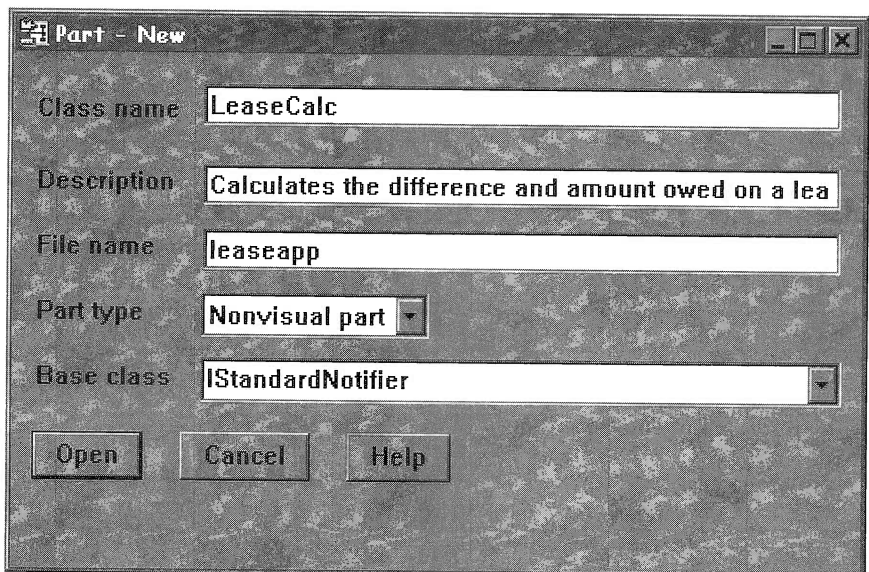 Part - New
Class name LeaseCalc
Description Calculates the difference and amount owed on a lea
File name leaseapp
Part type Nonvisual part
Base class IStandardNotifier
Open Cancel Help